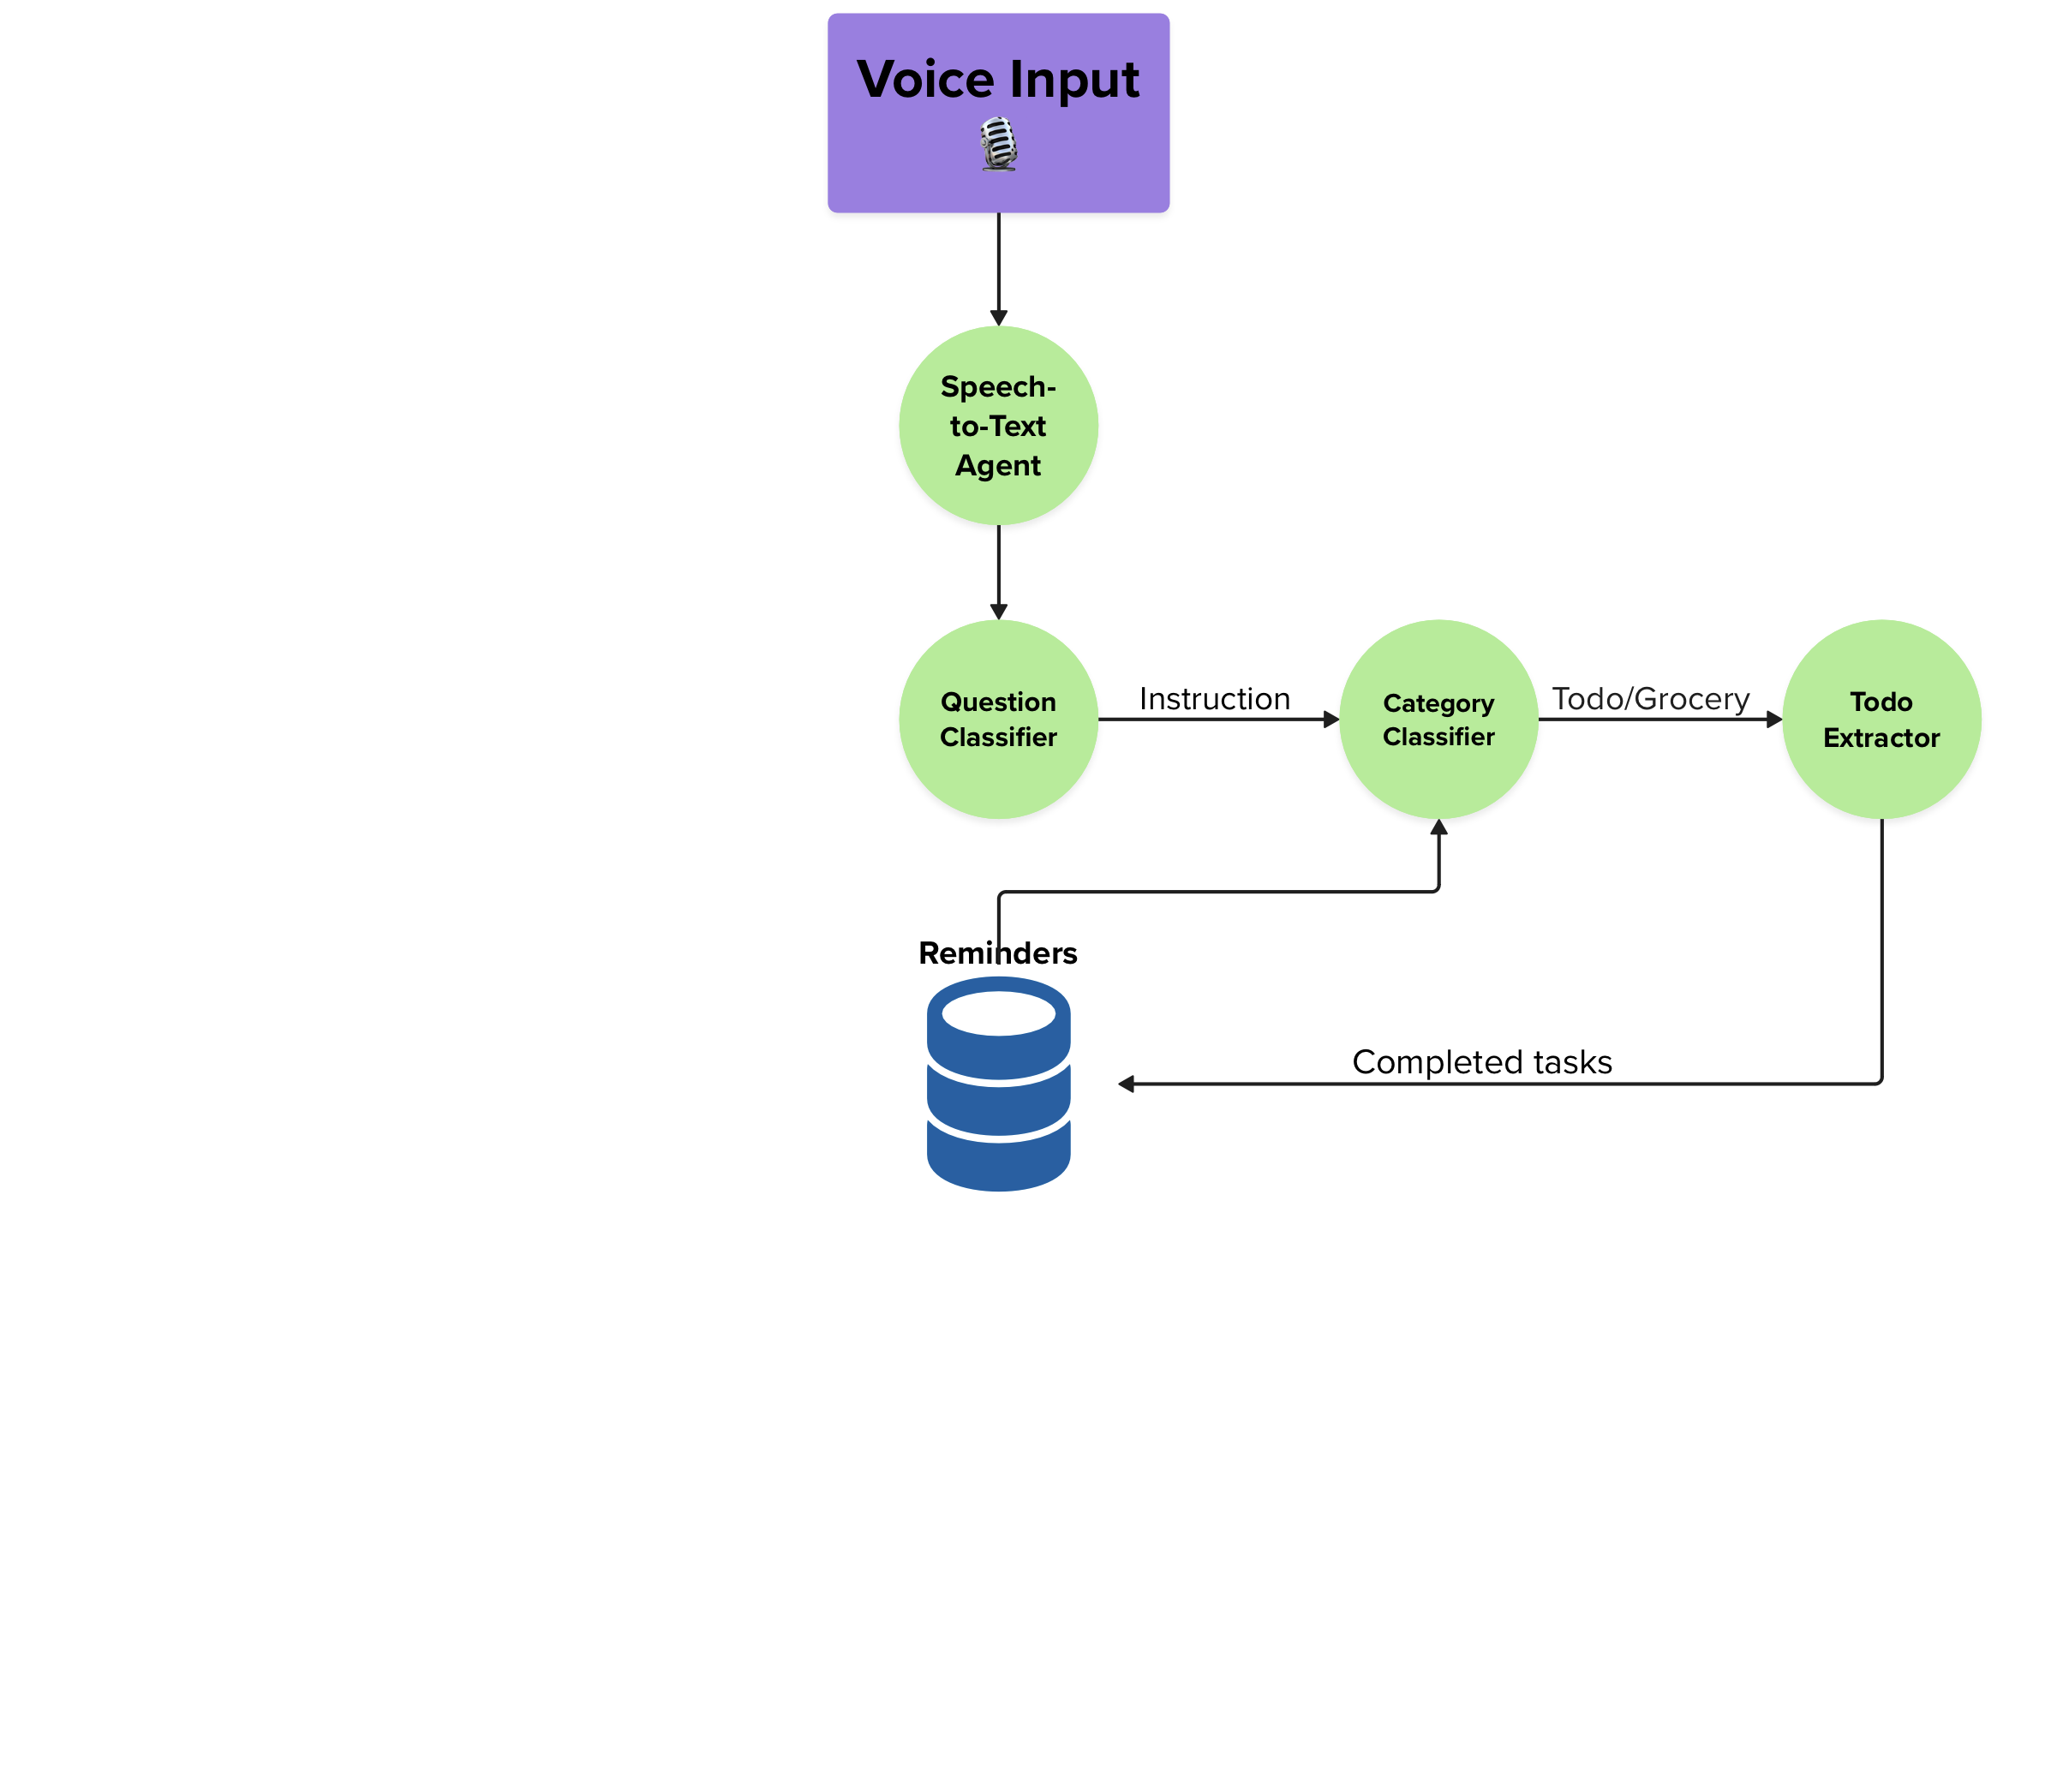 Voice Input
Speech-
to-Text
Agent
Question
Classifier
Instruction
Category
Classifier
Todo/Grocery
Todo
Extractor
Reminders
Completed tasks